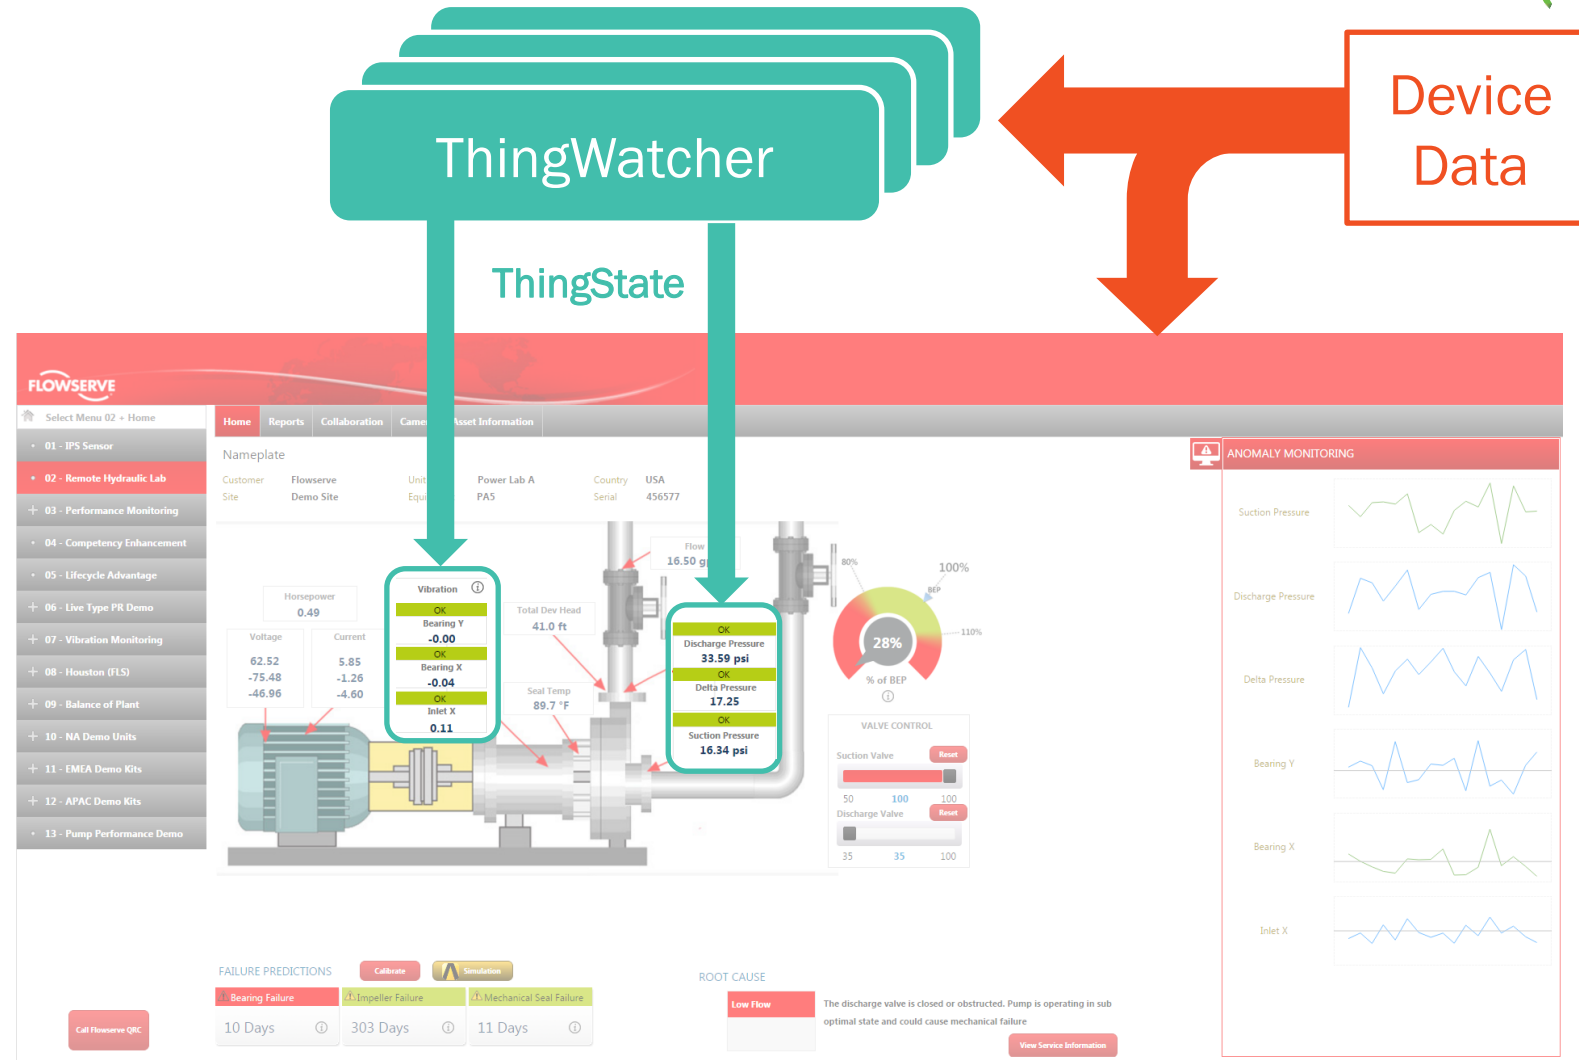 ThingWatcher
Device
Data
ThingState
FLOWSERVE
Select Menu 02 + Home
01 - IPS Sensor
02 - Remote Hydraulic Lab
03 - Performance Monitoring
04 - Competency Enhancement
05 - Lifecycle Advantage
06 - Live Type PR Demo
07 - Vibration Monitoring
08 - Houston (FLS)
09 - Balance of Plant
10 - NA Demo Units
11 - EMEA Demo Kits
12 - APAC Demo Kits
13 - Pump Performance Demo
Call Flowserve QRC
Home Reports Collaboration Asset Information
Nameplate
Customer Flowserve Unit Power Lab A Country USA
Site Demo Site PA5 Serial 456577
Flow
16.50
Horsepower
0.49
Voltage
62.52
-75.48
-46.96
Current
5.85
-1.26
-4.60
Vibration
OK
Bearing Y
-0.00
OK
Bearing X
-0.04
OK
Inlet X
0.11
Total Dev Head
41.0 ft
Seal Temp
89.7 °F
OK
Discharge Pressure
33.59 psi
OK
Delta Pressure
17.25
OK
Suction Pressure
16.34 psi
80%
100%
BEP
110%
28%
% of BEP
VALVE CONTROL
Suction Valve Reset
50 100 100
Discharge Valve Reset
35 35 100
ANOMALY MONITORING
Suction Pressure
Discharge Pressure
Delta Pressure
Bearing Y
Bearing X
Inlet X
FAILURE PREDICTIONS Calibrate Simulation
Bearing Failure
10 Days
Impeller Failure
303 Days
Mechanical Seal Failure
11 Days
ROOT CAUSE
Low Flow
The discharge valve is closed or obstructed. Pump is operating in sub
optimal state and could cause mechanical failure
View Service Information